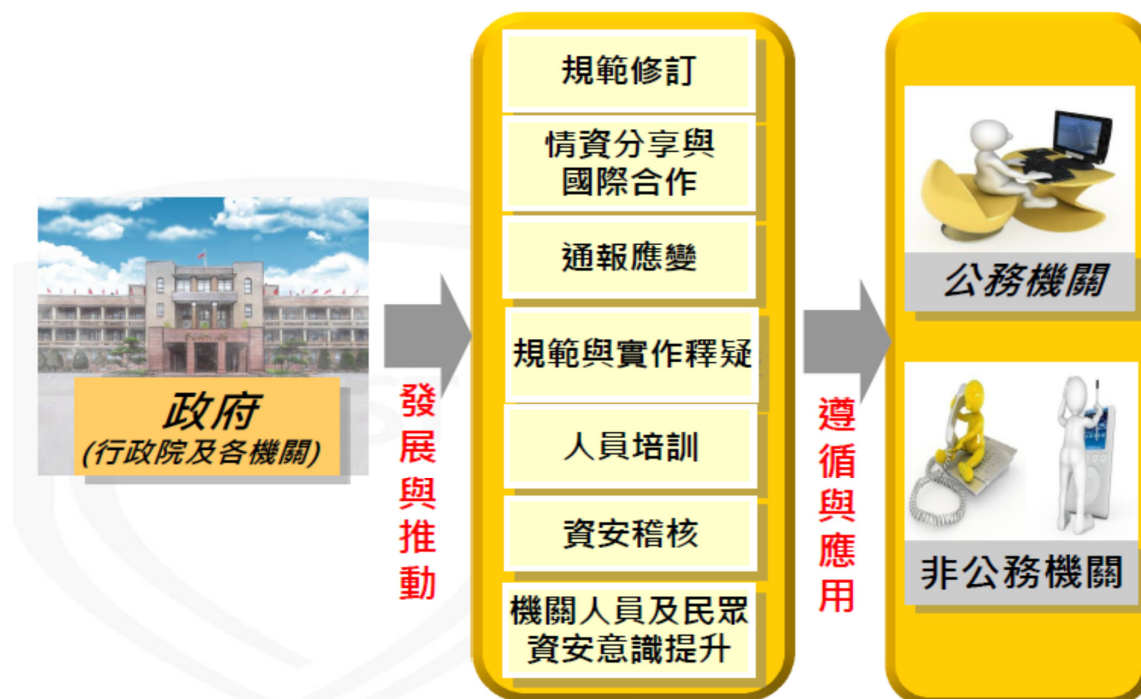 規範修訂
情資分享與
國際合作
通報應變
規範與實作釋疑
人員培訓
資安稽核
機關人員及民眾
資安意識提升
政府
(行政院及各機關)
發展與推動
遵循與應用
公務機關
非公務機關